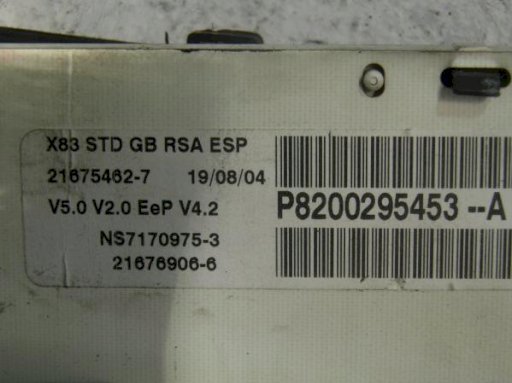 X83 STD GB RSA ESP
21675462-7 19/08/04
V5.0 V2.0 EeP V4.2
NS7170975-3
21676906-6
P8200295453--A